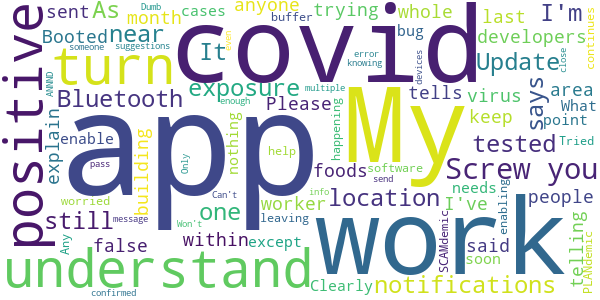 sent As cases anyone trying whole last I'm
Dumb month buffer bug developers
Booted near covid It Update continues
someone suggestions turn
positive ANNND Bluetooth exposure My tells virus says area close
explain enable Please error knowing keep What point
app nothing help happening multiple devices tested Tried
pass building foods software Screw you
worried Only worker send needs I've people
still one location enabling
message Can't info leaving work SCAMdemic said
Any false within except soon telling PLANdemic
understand Won't Clearly notifications
confirmed even enough